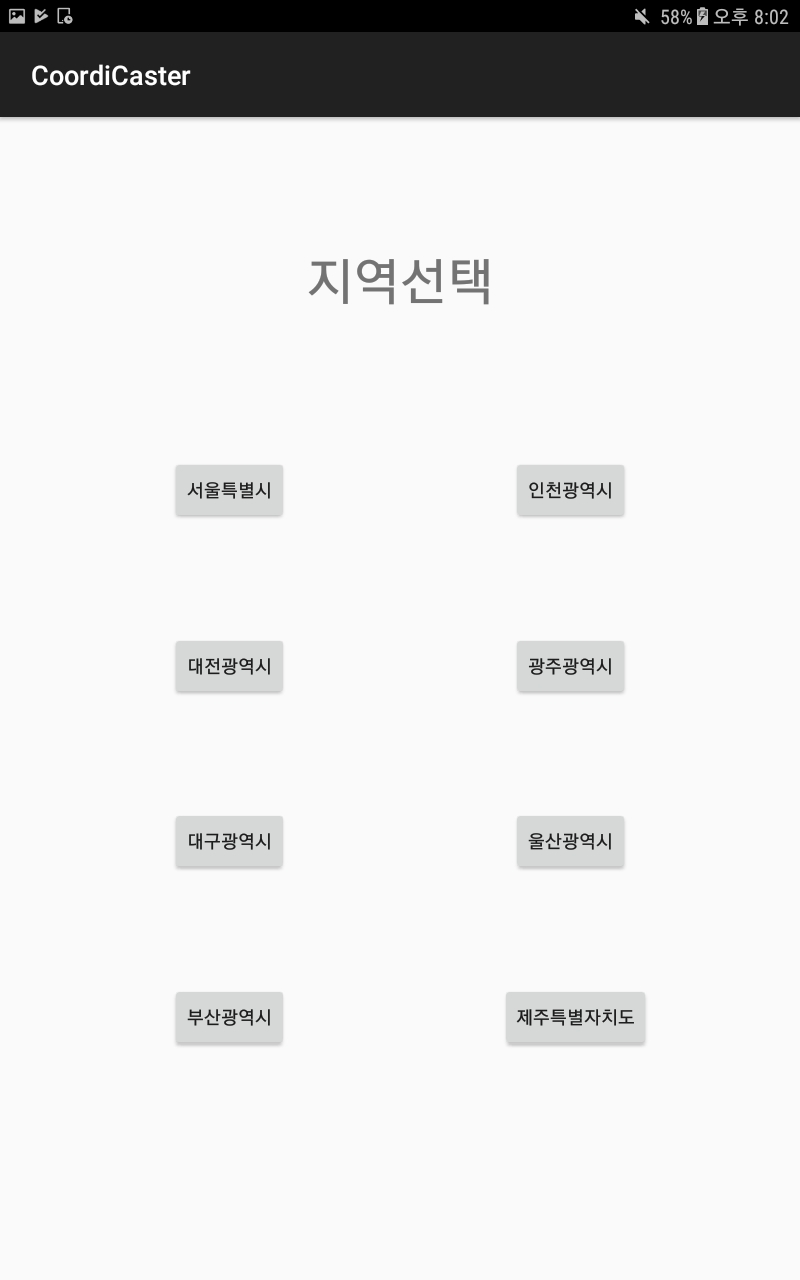 58% 오후 8:02
CoordiCaster
지역선택
서울특별시 인천광역시
대전광역시 광주광역시
대구광역시 울산광역시
부산광역시 제주특별자치도